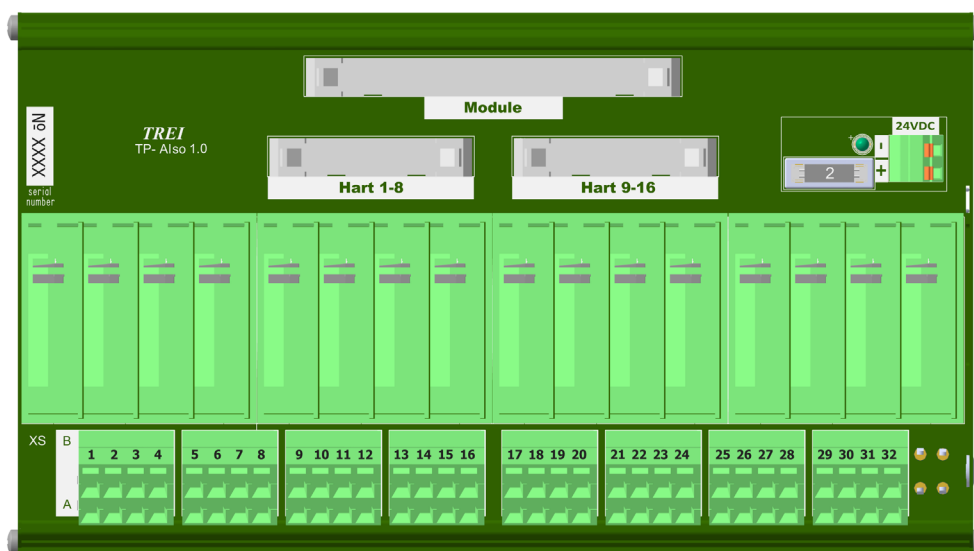 Module
24VDC
№ XXXX
serial
number
TREI
TP- AIso 1.0
-
+
2
Hart 1-8
Hart 9-16
XS
B
1 2 3 4 5 6 7 8 9 10 11 12 13 14 15 16 17 18 19 20 21 22 23 24 25 26 27 28 29 30 31 32
A